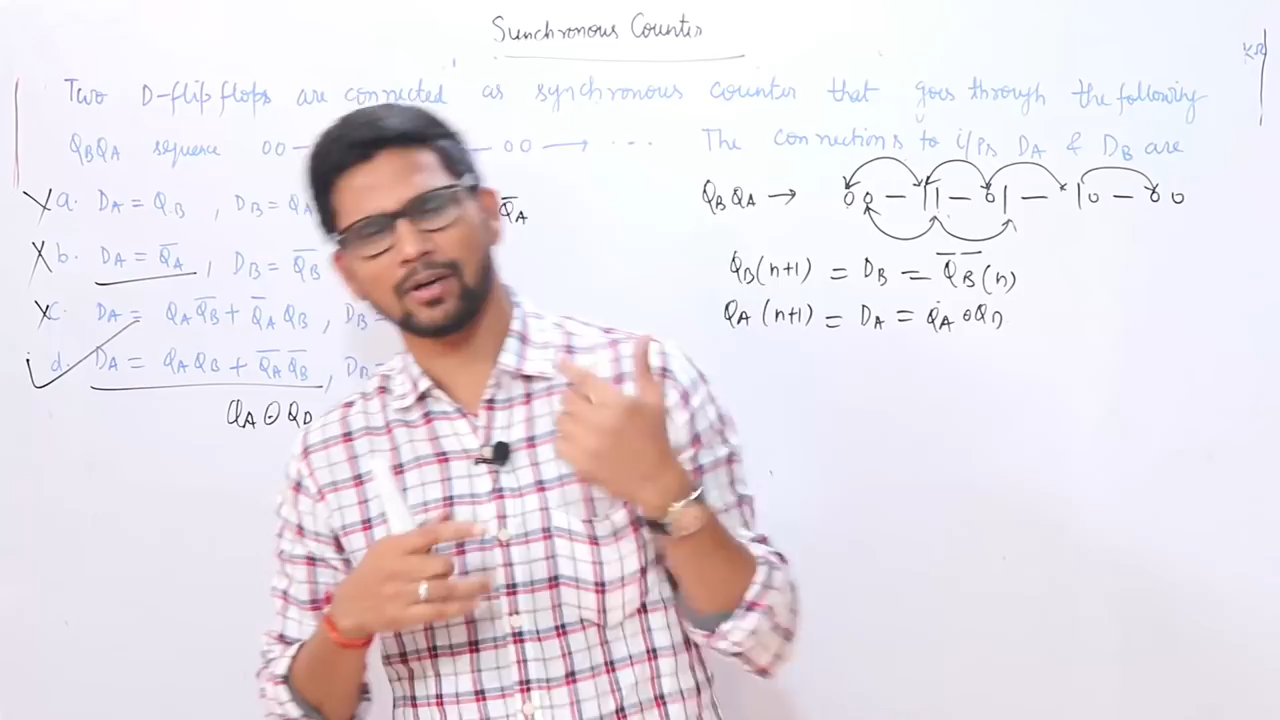 Synchronous Counter
Two D-flip flops are connected as synchronous counter that goes through the following
QBQA sequence 00 — — 00 → ... The connections to i/Ps DA & DB are
X a. DA = QB , DB = QA
Q̅A
X b. DA = Q̅A , DB = Q̅B
X c. DA = QAQ̅B + Q̅AQB , DB =
✓ d. DA = QAQB + Q̅AQ̅B , DB =
QA ⊙ QB
QBQA → 00 — 11 — 01 — 10 — 00
QB(n+1) = DB = Q̅B(n)
QA(n+1) = DA = QA ⊙ QB